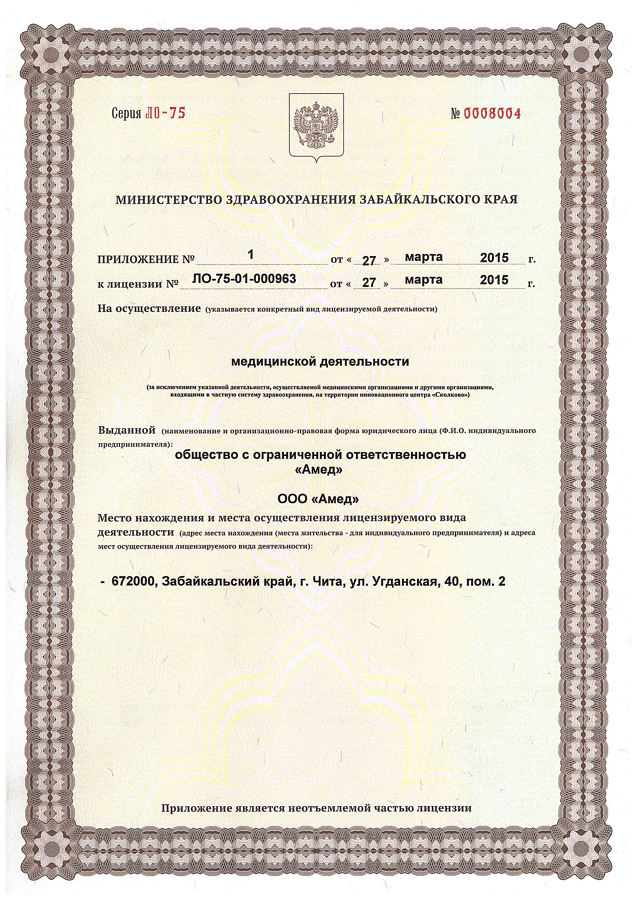 Серия ЛО-75
№ 0008004
МИНИСТЕРСТВО ЗДРАВООХРАНЕНИЯ ЗАБАЙКАЛЬСКОГО КРАЯ
ПРИЛОЖЕНИЕ № 1 от « 27 » марта 2015 г.
к лицензии № ЛО-75-01-000963 от « 27 » марта 2015 г.
На осуществление (указывается конкретный вид лицензируемой деятельности)
медицинской деятельности
(за исключением указанной деятельности, осуществляемой медицинскими организациями и другими организациями,
входящими в частную систему здравоохранения, на территории инновационного центра «Сколково»)
Выданной (наименование и организационно-правовая форма юридического лица (Ф.И.О. индивидуального
предпринимателя):
общество с ограниченной ответственностью
«Амед»
ООО «Амед»
Место нахождения и места осуществления лицензируемого вида
деятельности (адрес места нахождения (места жительства - для индивидуального предпринимателя) и адреса
мест осуществления лицензируемого вида деятельности):
- 672000, Забайкальский край, г. Чита, ул. Угданская, 40, пом. 2
Приложение является неотъемлемой частью лицензии